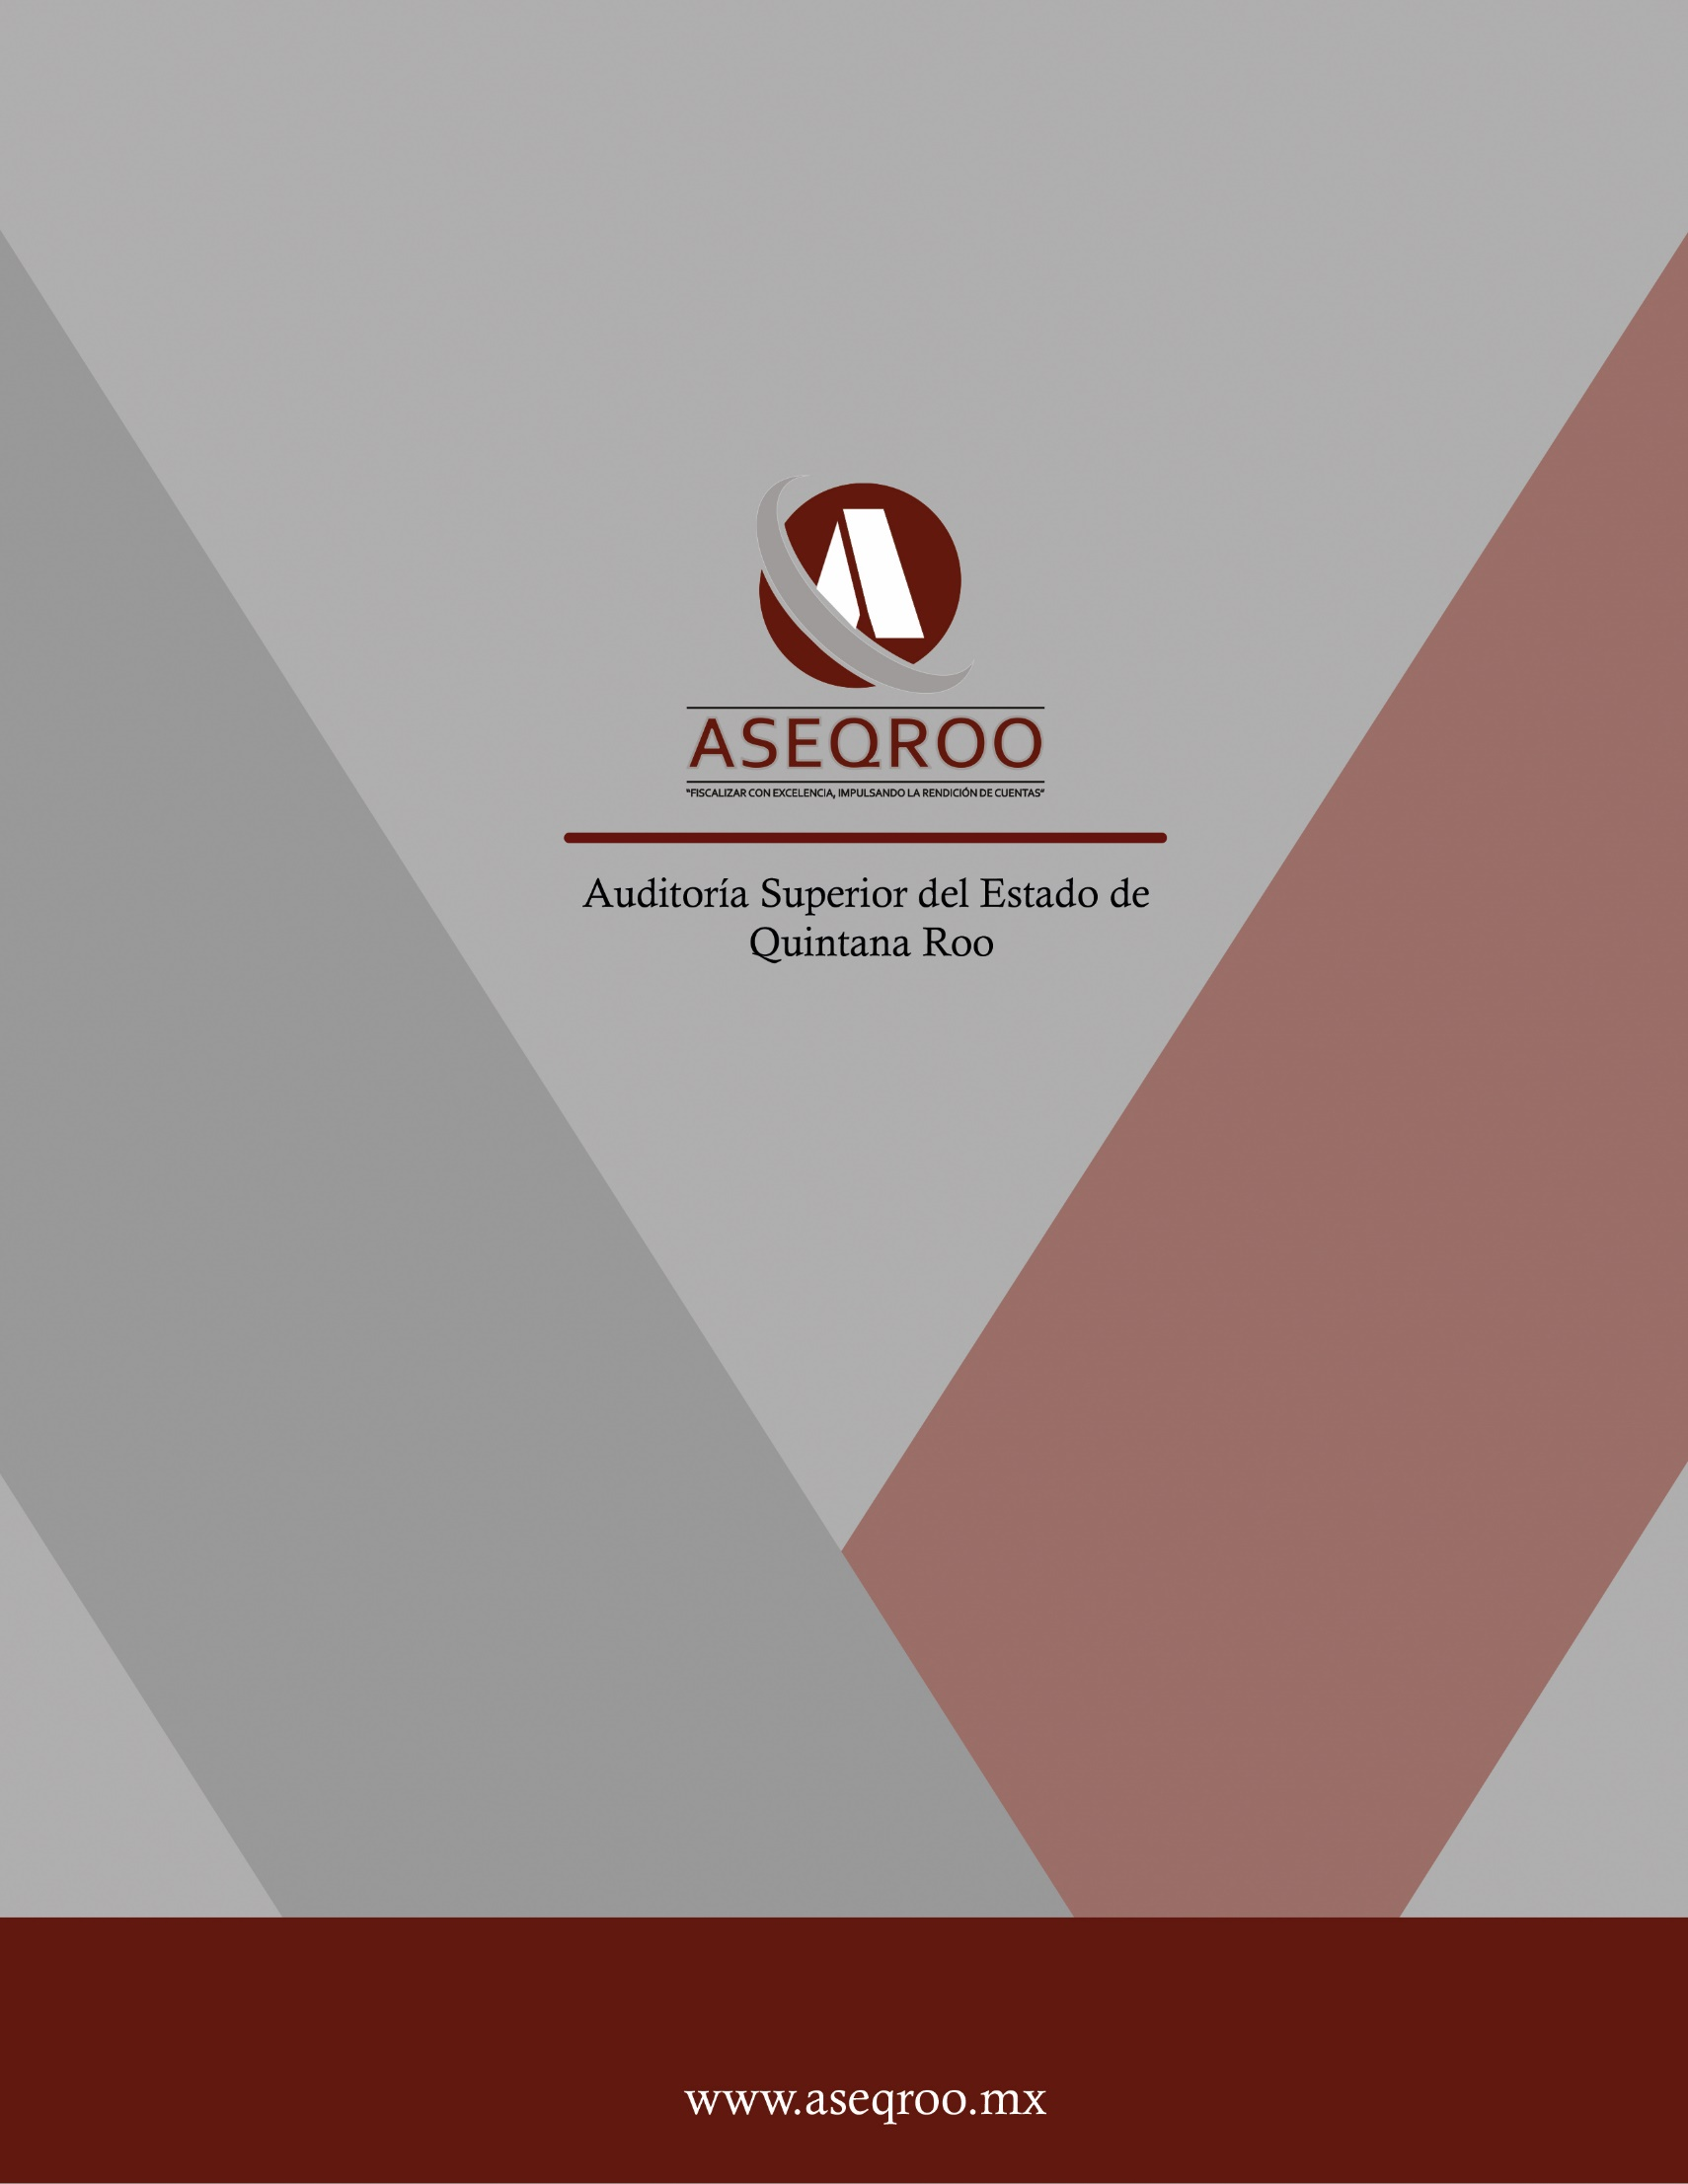 ASEQROO
"FISCALIZAR CON EXCELENCIA, IMPULSANDO LA RENDICIÓN DE CUENTAS"
Auditoría Superior del Estado de
Quintana Roo
www.aseqroo.mx